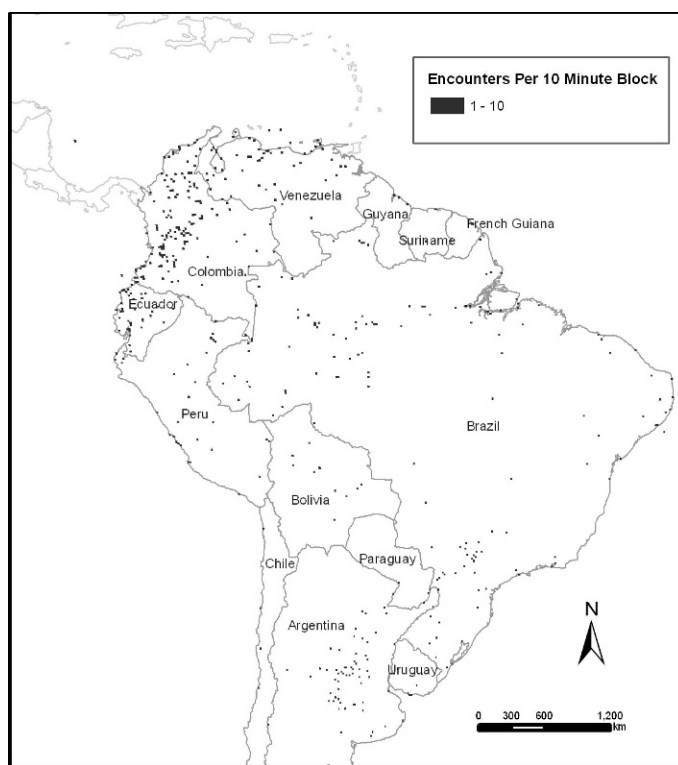 Encounters Per 10 Minute Block
1 - 10
Venezuela
Guyana
French Guiana
Suriname
Colombia
Ecuador
Peru
Brazil
Bolivia
Paraguay
Chile
N
Argentina
Uruguay
0 300 600 1,200
km